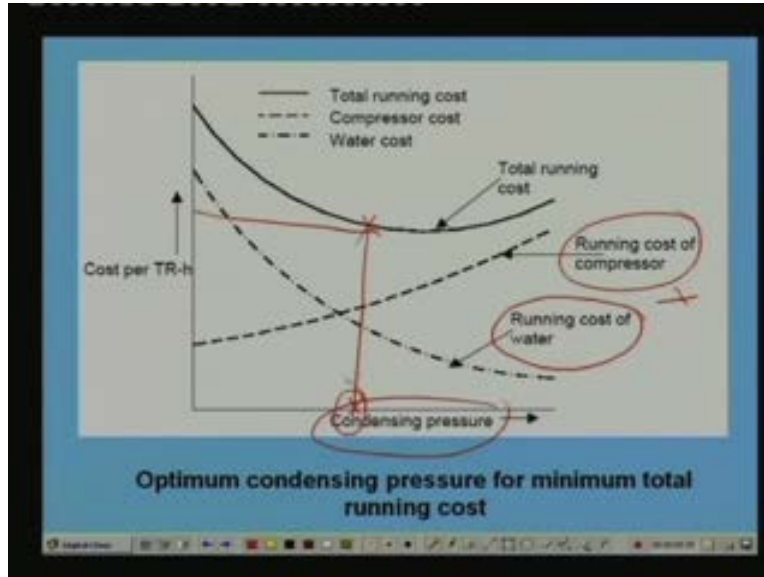 Total running cost
Compressor cost
Water cost
Total running
cost
Running cost of
compressor
Cost per TR-h
Running cost of
water
Condensing pressure
Optimum condensing pressure for minimum total
running cost